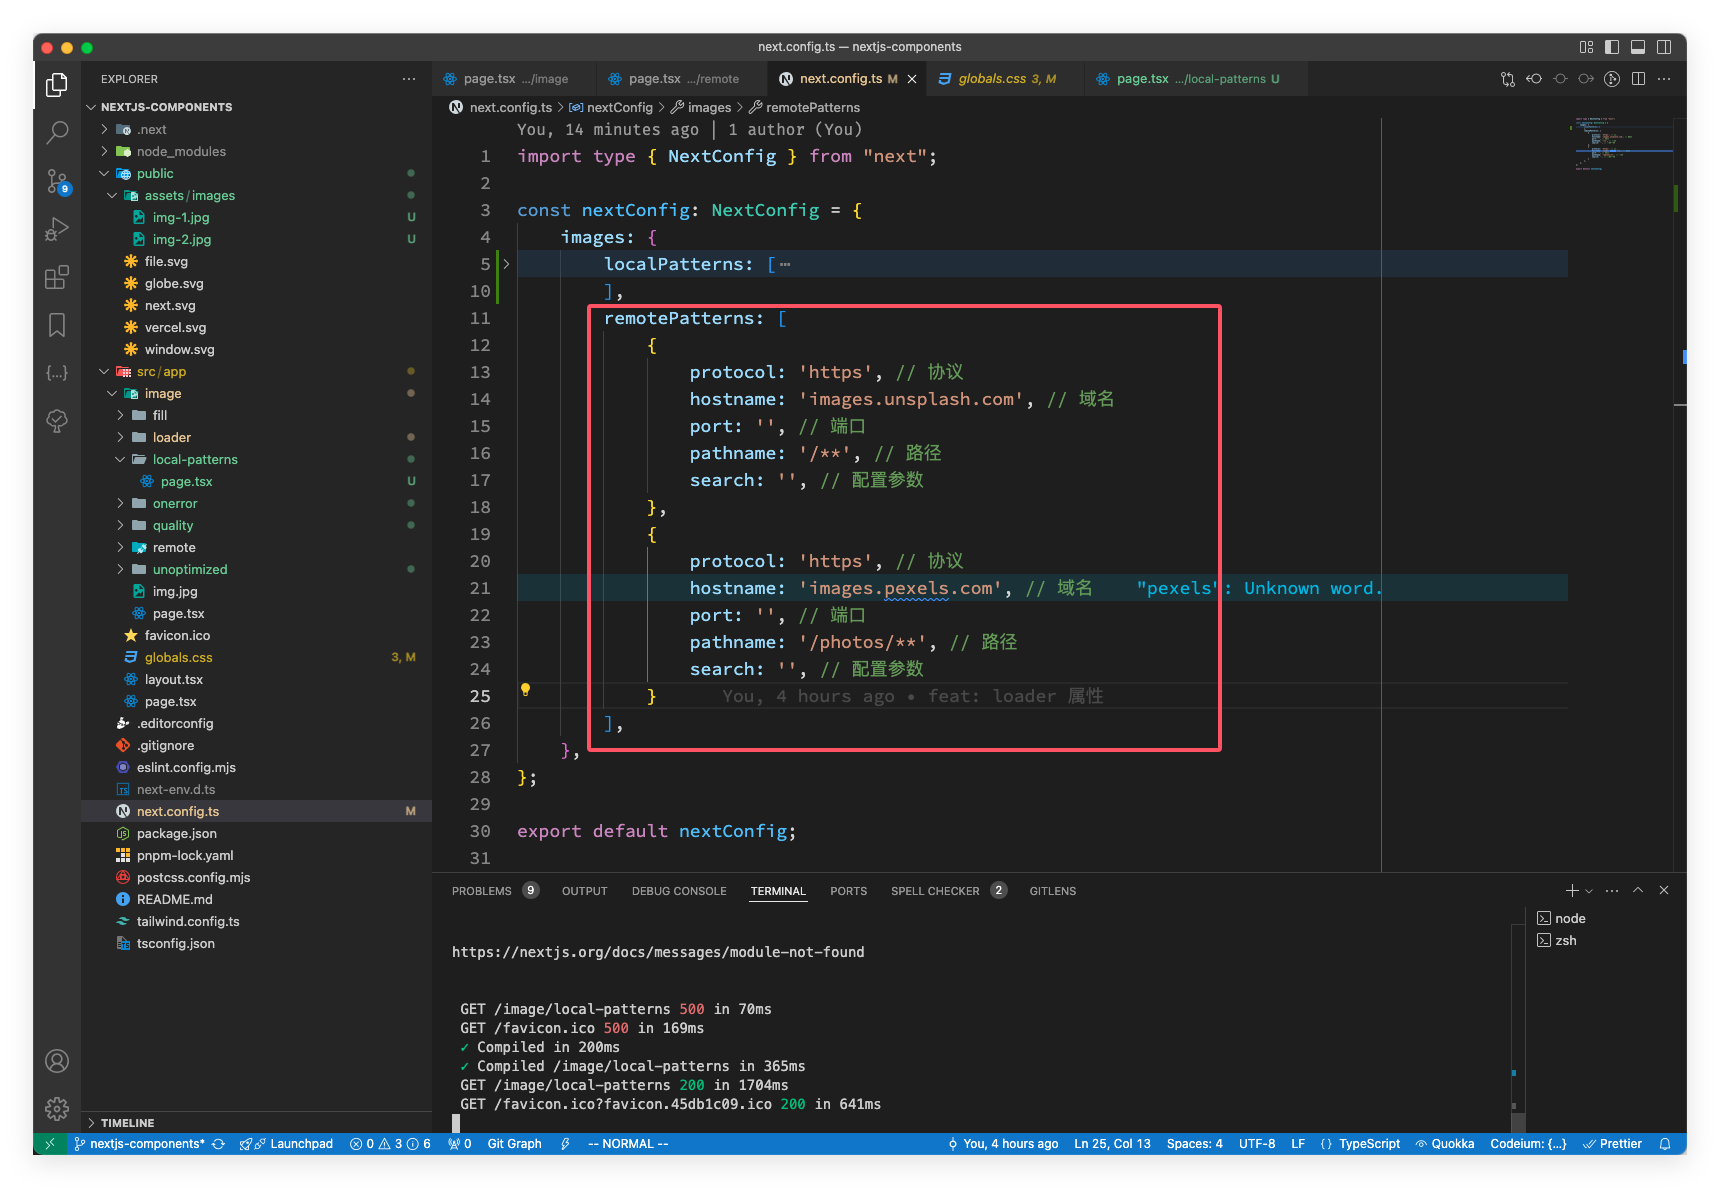 next.config.ts — nextjs-components
EXPLORER
NEXTJS-COMPONENTS
.next
node_modules
public
assets/images
img-1.jpg U
img-2.jpg U
file.svg
globe.svg
next.svg
vercel.svg
window.svg
src/app
image
fill
loader
local-patterns
page.tsx U
onerror
quality
remote
unoptimized
img.jpg
page.tsx
favicon.ico
globals.css 3, M
layout.tsx
page.tsx
.editorconfig
.gitignore
eslint.config.mjs
next-env.d.ts
next.config.ts M
package.json
pnpm-lock.yaml
postcss.config.mjs
README.md
tailwind.config.ts
tsconfig.json
TIMELINE
9
page.tsx .../image
page.tsx .../remote
next.config.ts M
globals.css 3, M
page.tsx .../local-patterns U
next.config.ts > nextConfig > images > remotePatterns
You, 14 minutes ago | 1 author (You)
1 import type { NextConfig } from "next";
2
3 const nextConfig: NextConfig = {
4 images: {
5 localPatterns: [⋯
10 ],
11 remotePatterns: [
12 {
13 protocol: 'https', // 协议
14 hostname: 'images.unsplash.com', // 域名
15 port: '', // 端口
16 pathname: '/**', // 路径
17 search: '', // 配置参数
18 },
19 {
20 protocol: 'https', // 协议
21 hostname: 'images.pexels.com', // 域名 "pexels": Unknown word.
22 port: '', // 端口
23 pathname: '/photos/**', // 路径
24 search: '', // 配置参数
25 } You, 4 hours ago • feat: loader 属性
26 ],
27 },
28 };
29
30 export default nextConfig;
31
PROBLEMS 9 OUTPUT DEBUG CONSOLE TERMINAL PORTS SPELL CHECKER 2 GITLENS
https://nextjs.org/docs/messages/module-not-found
GET /image/local-patterns 500 in 70ms
GET /favicon.ico 500 in 169ms
✓ Compiled in 200ms
✓ Compiled /image/local-patterns in 365ms
GET /image/local-patterns 200 in 1704ms
GET /favicon.ico?favicon.45db1c09.ico 200 in 641ms
node
zsh
nextjs-components* Launchpad 0 3 6 0 Git Graph -- NORMAL -- You, 4 hours ago Ln 25, Col 13 Spaces: 4 UTF-8 LF {} TypeScript Quokka Codeium: {...} Prettier